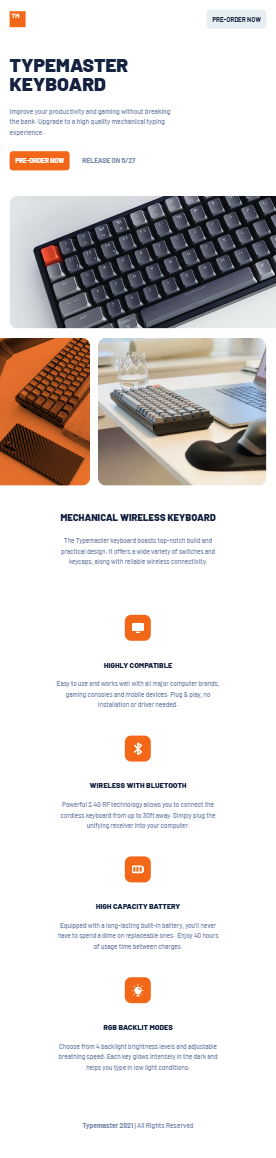 TM
PRE-ORDER NOW
TYPEMASTER
KEYBOARD
Improve your productivity and gaming without breaking
the bank. Upgrade to a high quality mechanical typing
experience.
PRE-ORDER NOW
RELEASE ON 5/27
MECHANICAL WIRELESS KEYBOARD
The Typemaster keyboard boasts top-notch build and
practical design. It offers a wide variety of switches and
keycaps, along with reliable wireless connectivity.
HIGHLY COMPATIBLE
Easy to use and works well with all major computer brands,
gaming consoles and mobile devices. Plug & play, no
installation or driver needed.
WIRELESS WITH BLUETOOTH
Powerful 2.4G RF technology allows you to connect the
cordless keyboard from up to 30ft away. Simply plug the
unifying receiver into your computer.
HIGH CAPACITY BATTERY
Equipped with a long-lasting built-in battery, you'll never
have to spend a dime on replaceable ones. Enjoy 40 hours
of usage time between charges.
RGB BACKLIT MODES
Choose from 4 backlight brightness levels and adjustable
breathing speed. Each key glows intensely in the dark and
helps you type in low light conditions.
Typemaster 2021 | All Rights Reserved